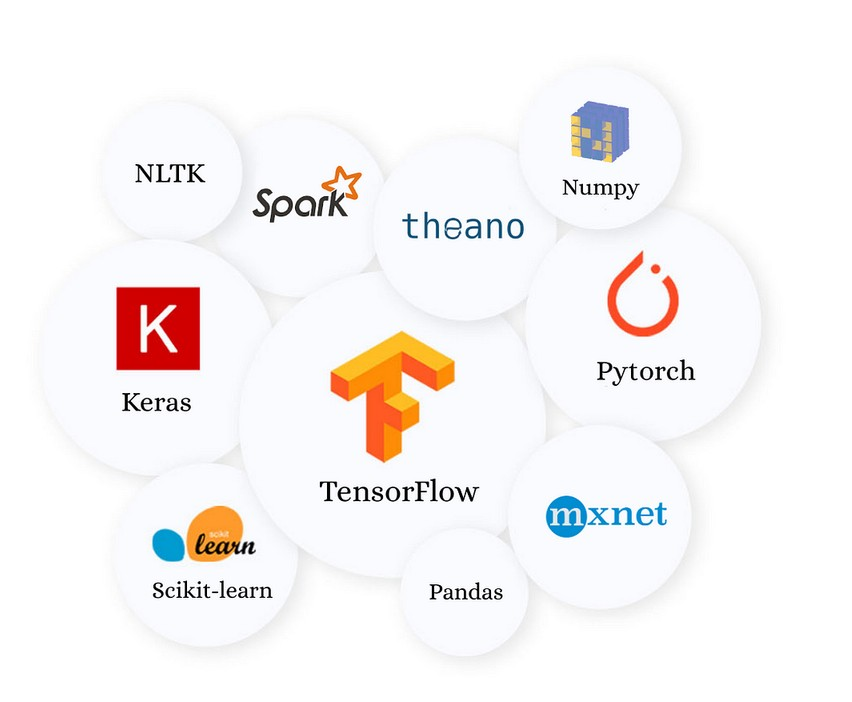 NLTK
Spark
theano
Numpy
K
Keras
TensorFlow
Pytorch
scikit
learn
Scikit-learn
mxnet
Pandas